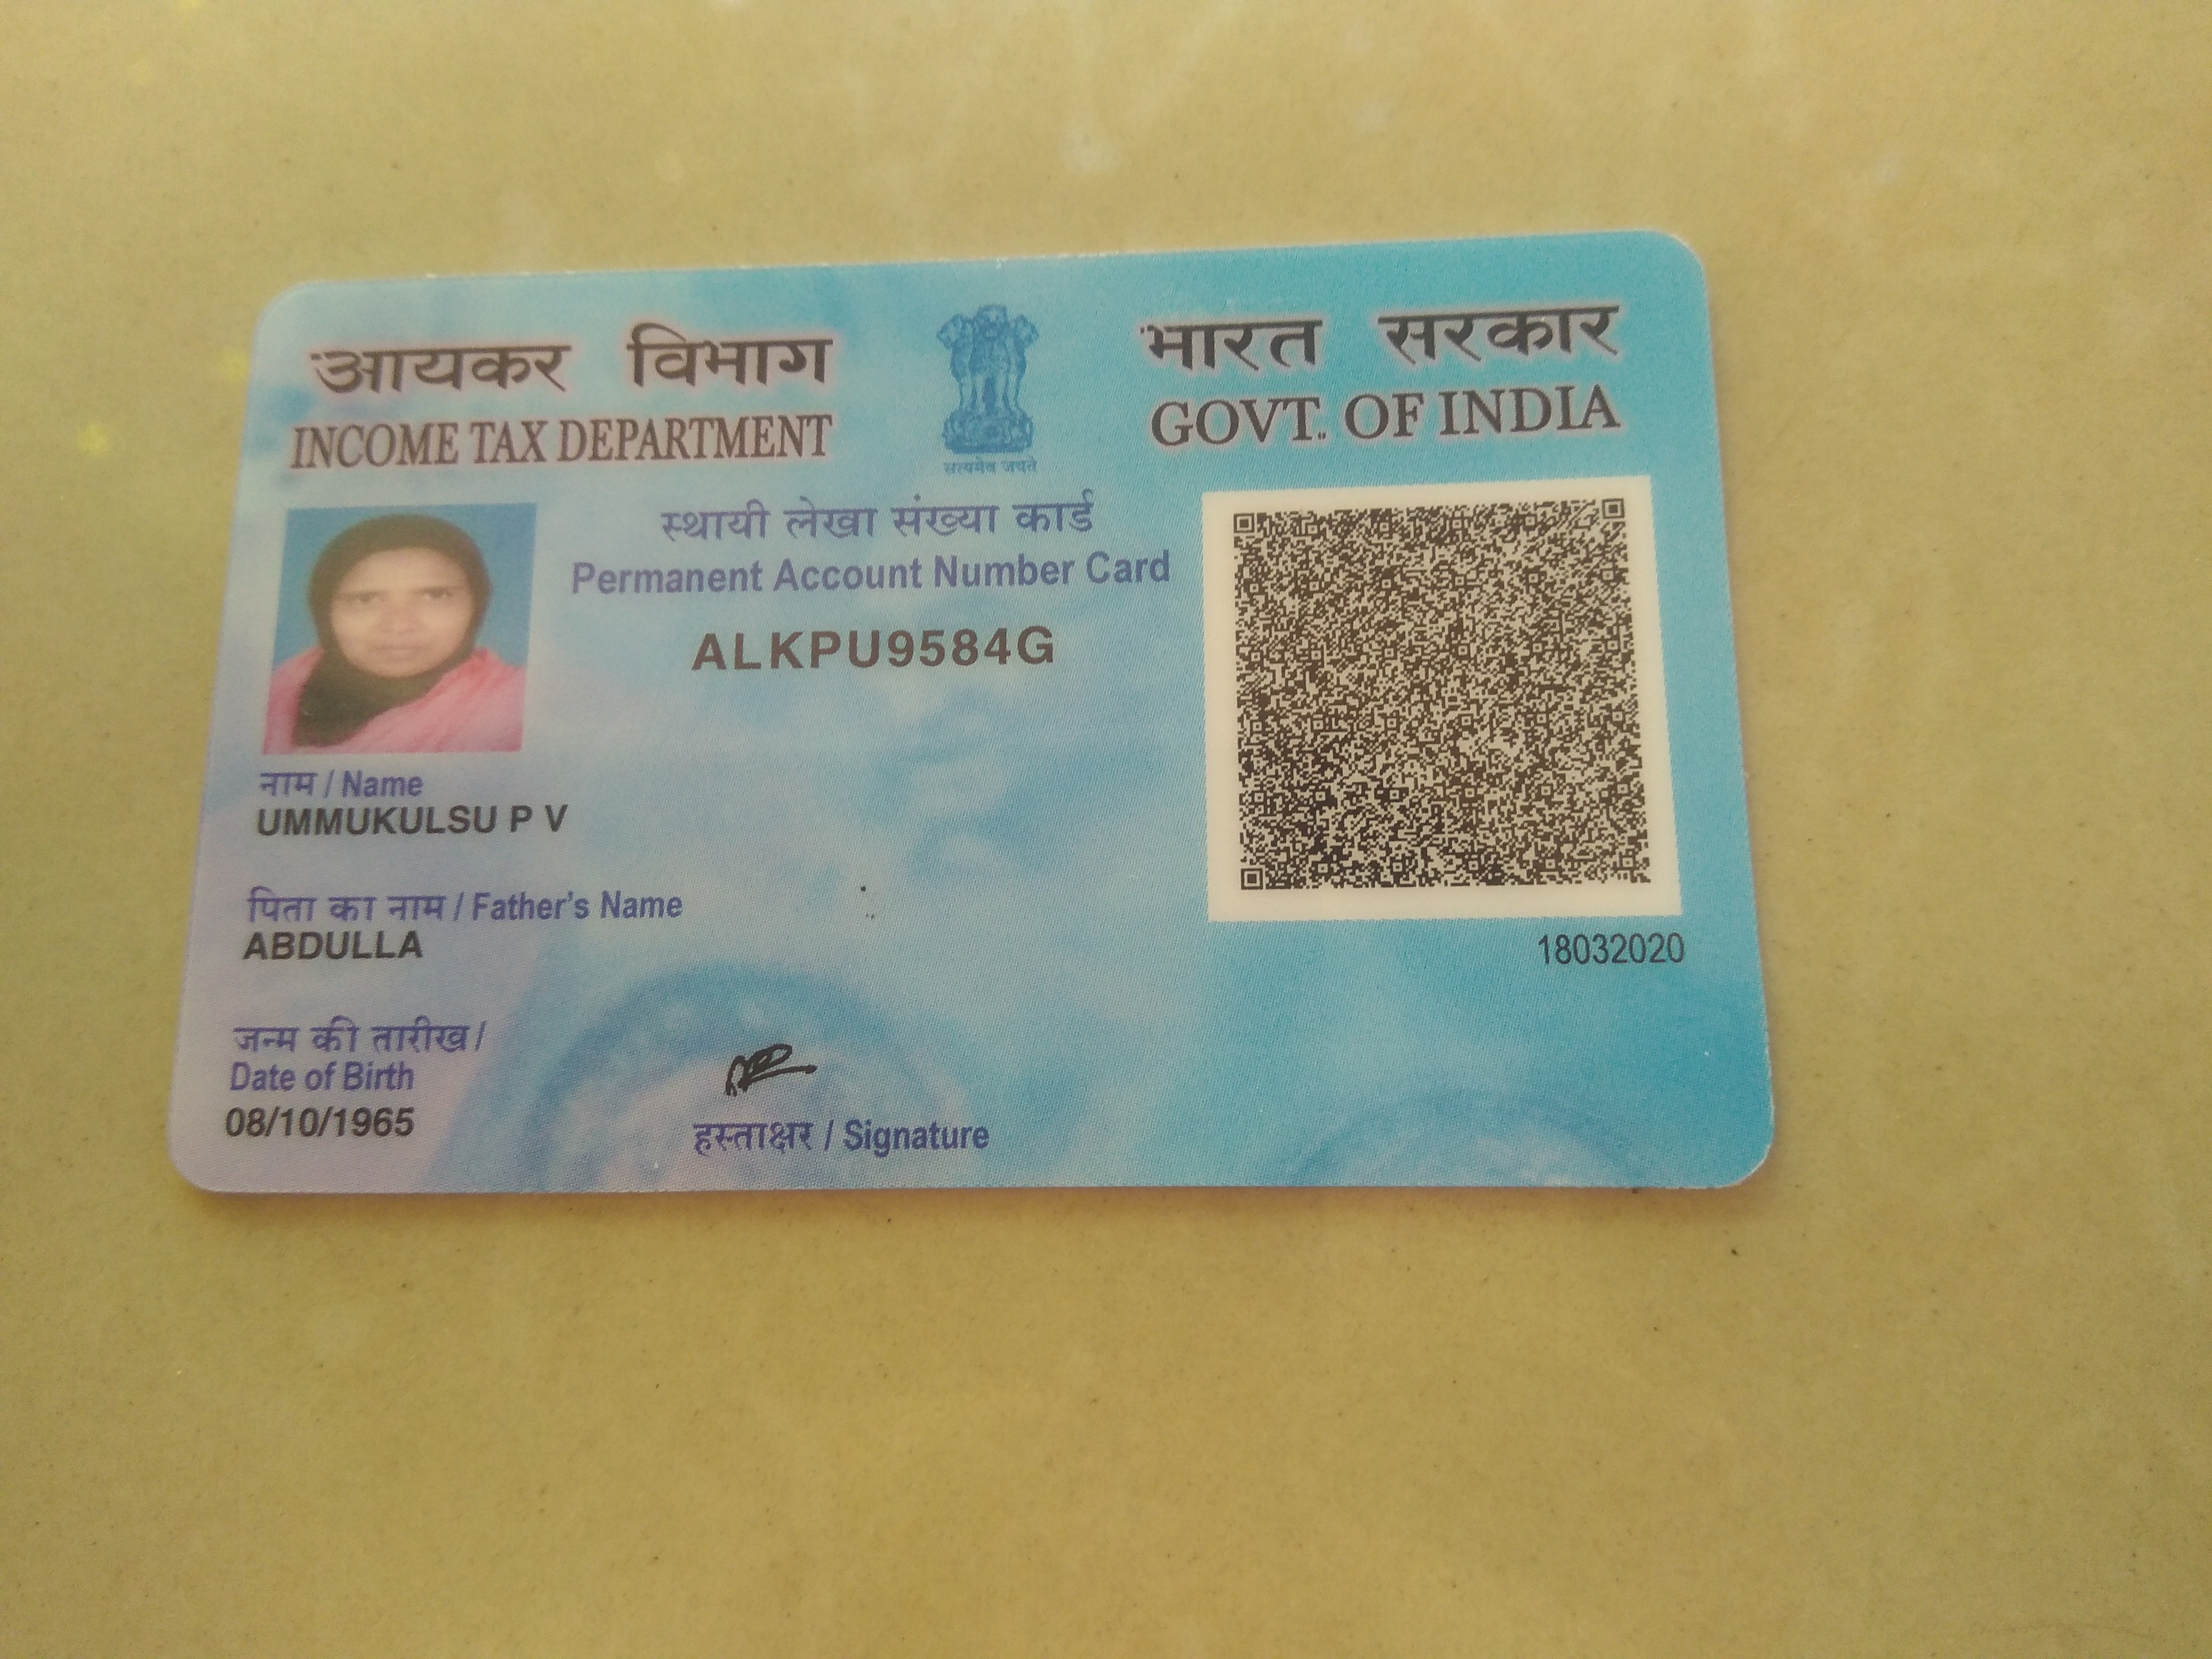 आयकर विभाग
INCOME TAX DEPARTMENT
सत्यमेव जयते
भारत सरकार
GOVT. OF INDIA
स्थायी लेखा संख्या कार्ड
Permanent Account Number Card
ALKPU9584G
नाम / Name
UMMUKULSU P V
पिता का नाम / Father's Name
ABDULLA
18032020
जन्म की तारीख /
Date of Birth
08/10/1965
हस्ताक्षर / Signature